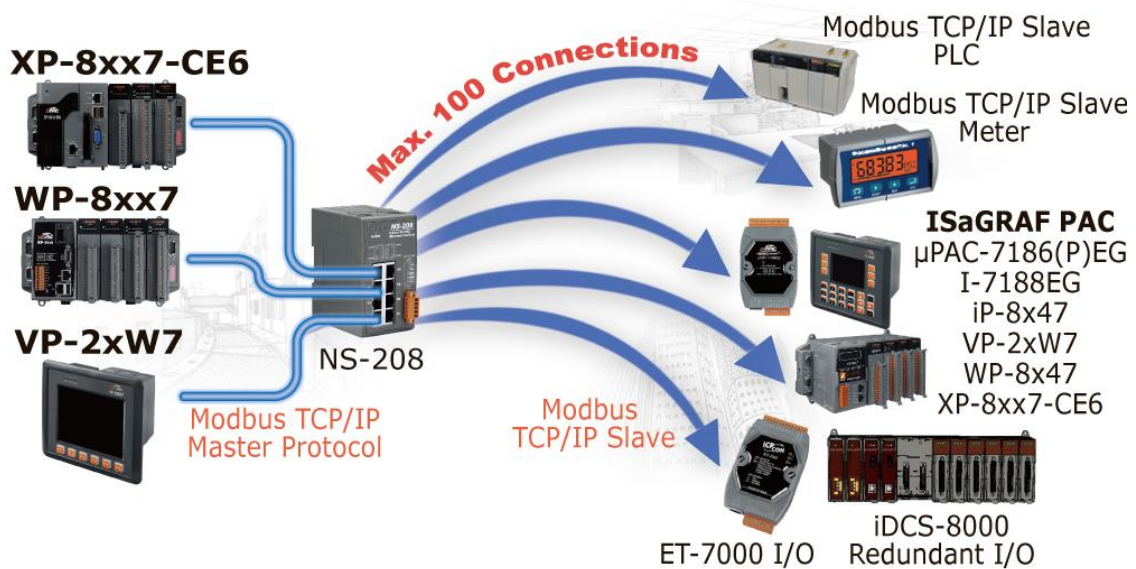 XP-8xx7-CE6
WP-8xx7
VP-2xW7
Modbus TCP/IP
Master Protocol
NS-208
NS-208
Max. 100 Connections
Modbus TCP/IP Slave
PLC
Modbus TCP/IP Slave
Meter
68383
ISaGRAF PAC
µPAC-7186(P)EG
I-7188EG
iP-8x47
VP-2xW7
WP-8x47
XP-8xx7-CE6
Modbus
TCP/IP Slave
ET-7000 I/O
iDCS-8000
Redundant I/O